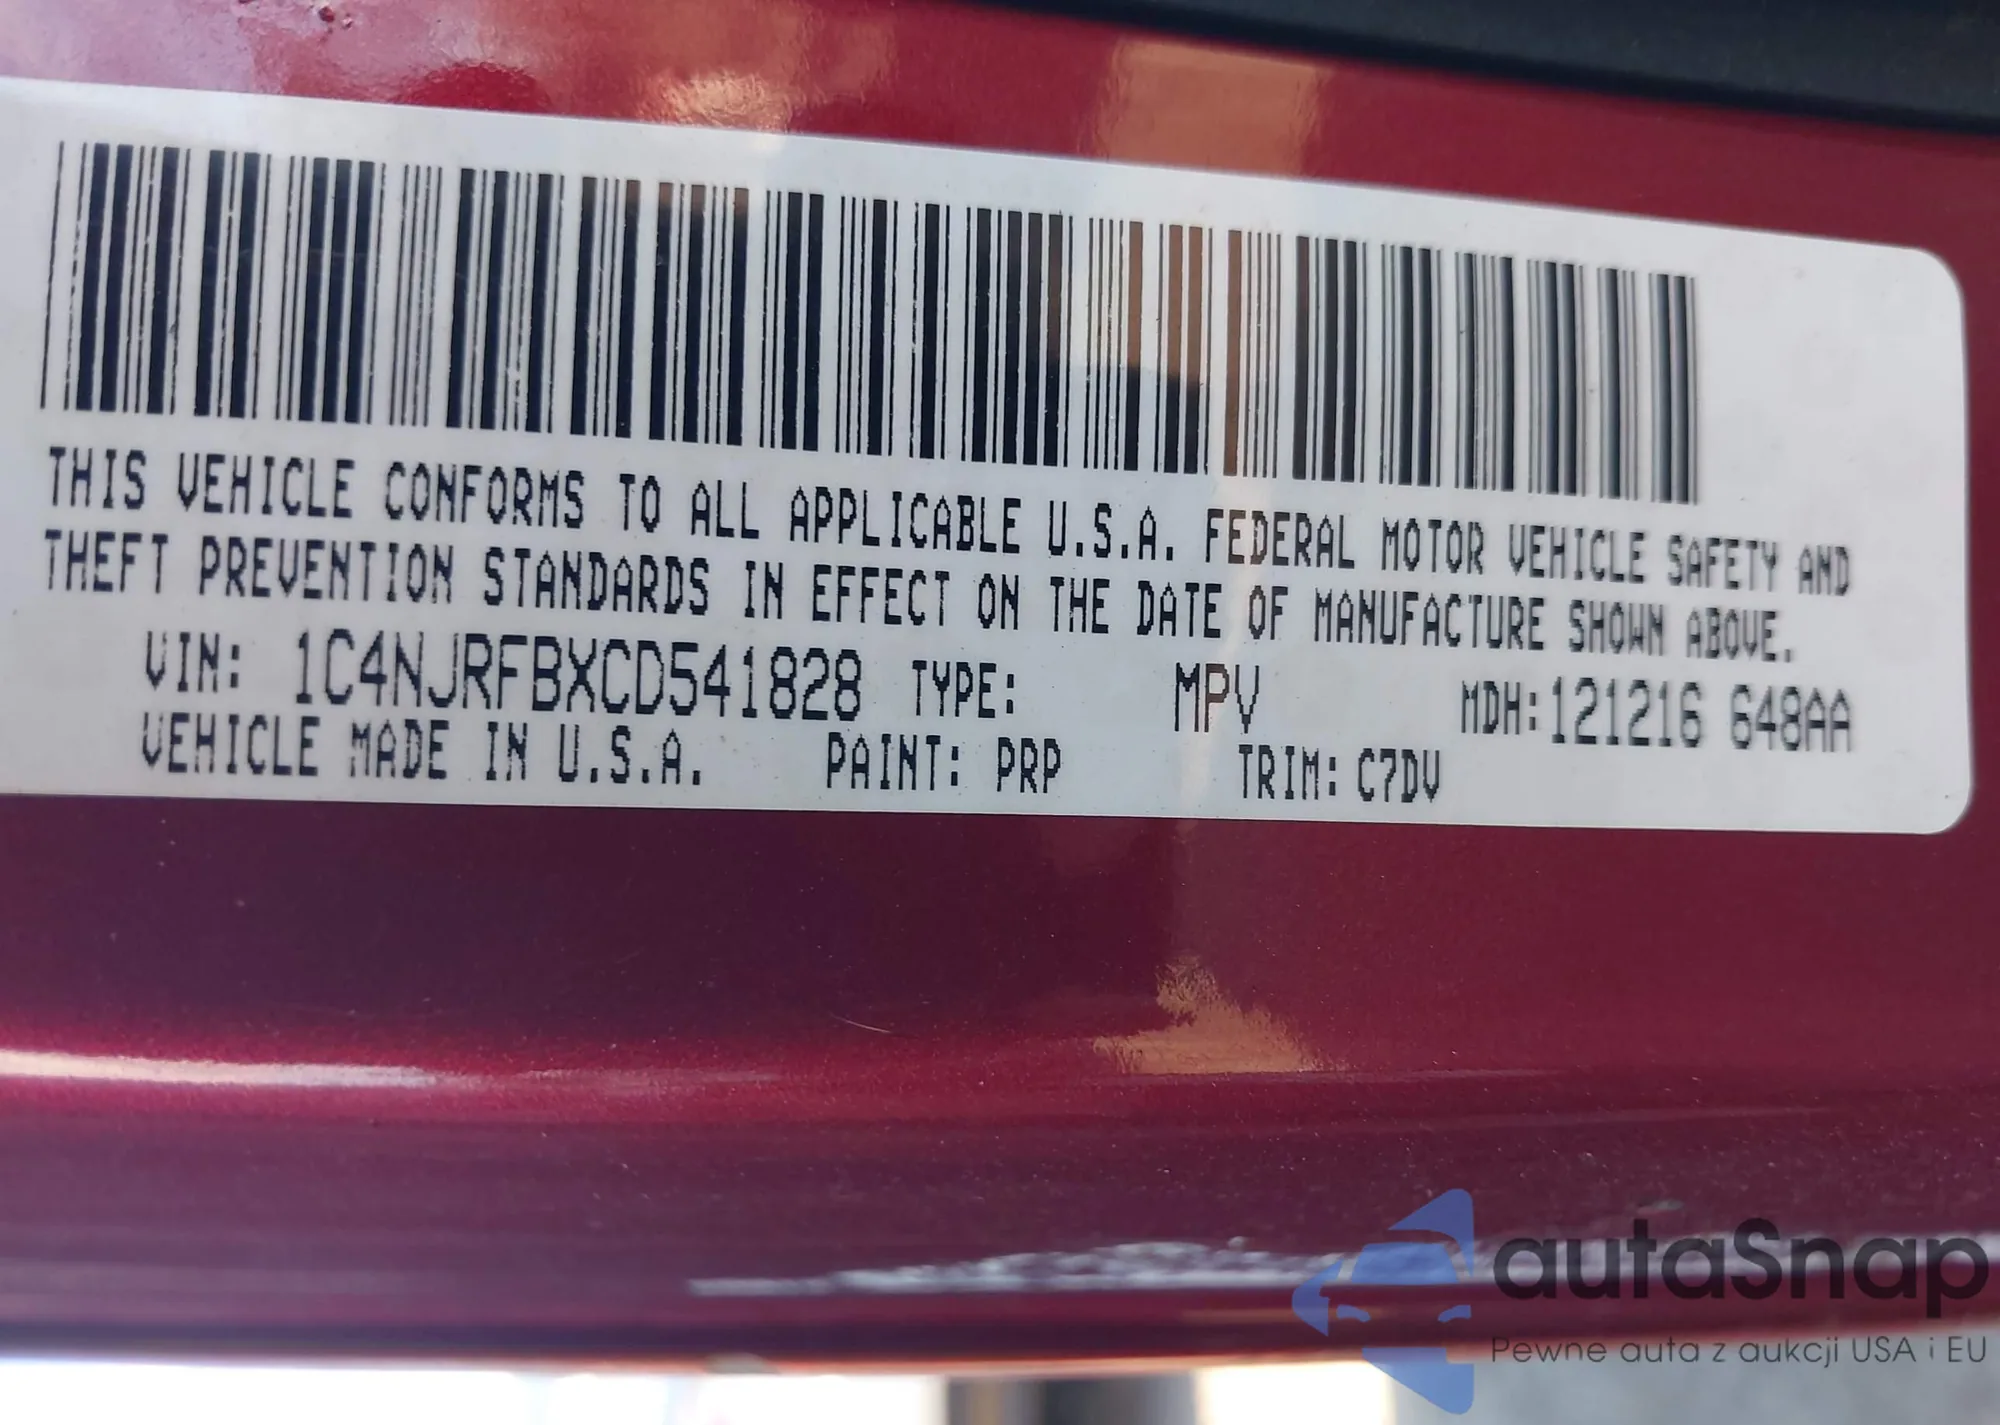 THIS VEHICLE CONFORMS TO ALL APPLICABLE U.S.A. FEDERAL MOTOR VEHICLE SAFETY AND
THEFT PREVENTION STANDARDS IN EFFECT ON THE DATE OF MANUFACTURE SHOWN ABOVE.
VIN: 1C4NJRFBXCD541828 TYPE: MPV MDH:121216 648AA
VEHICLE MADE IN U.S.A. PAINT: PRP TRIM: C7DV
autaSnap
Pewne auta z aukcji USA i EU